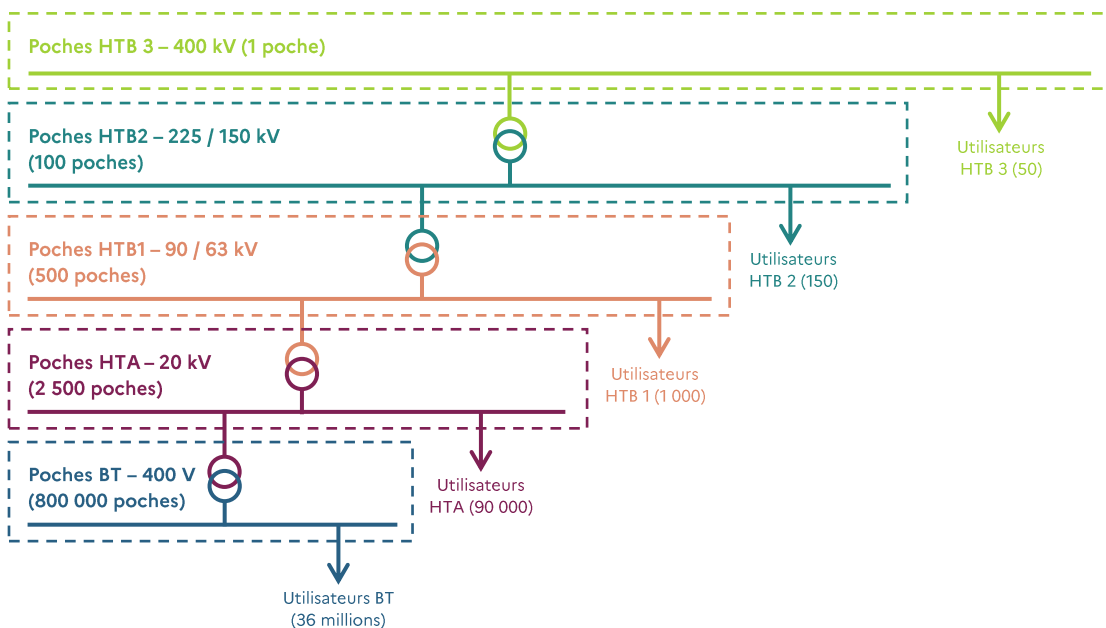 Poches HTB 3 – 400 kV (1 poche)
Poches HTB2 – 225 / 150 kV
(100 poches)
Utilisateurs
HTB 3 (50)
Poches HTB1 – 90 / 63 kV
(500 poches)
Utilisateurs
HTB 2 (150)
Poches HTA – 20 kV
(2 500 poches)
Utilisateurs
HTB 1 (1 000)
Poches BT – 400 V
(800 000 poches)
Utilisateurs
HTA (90 000)
Utilisateurs BT
(36 millions)